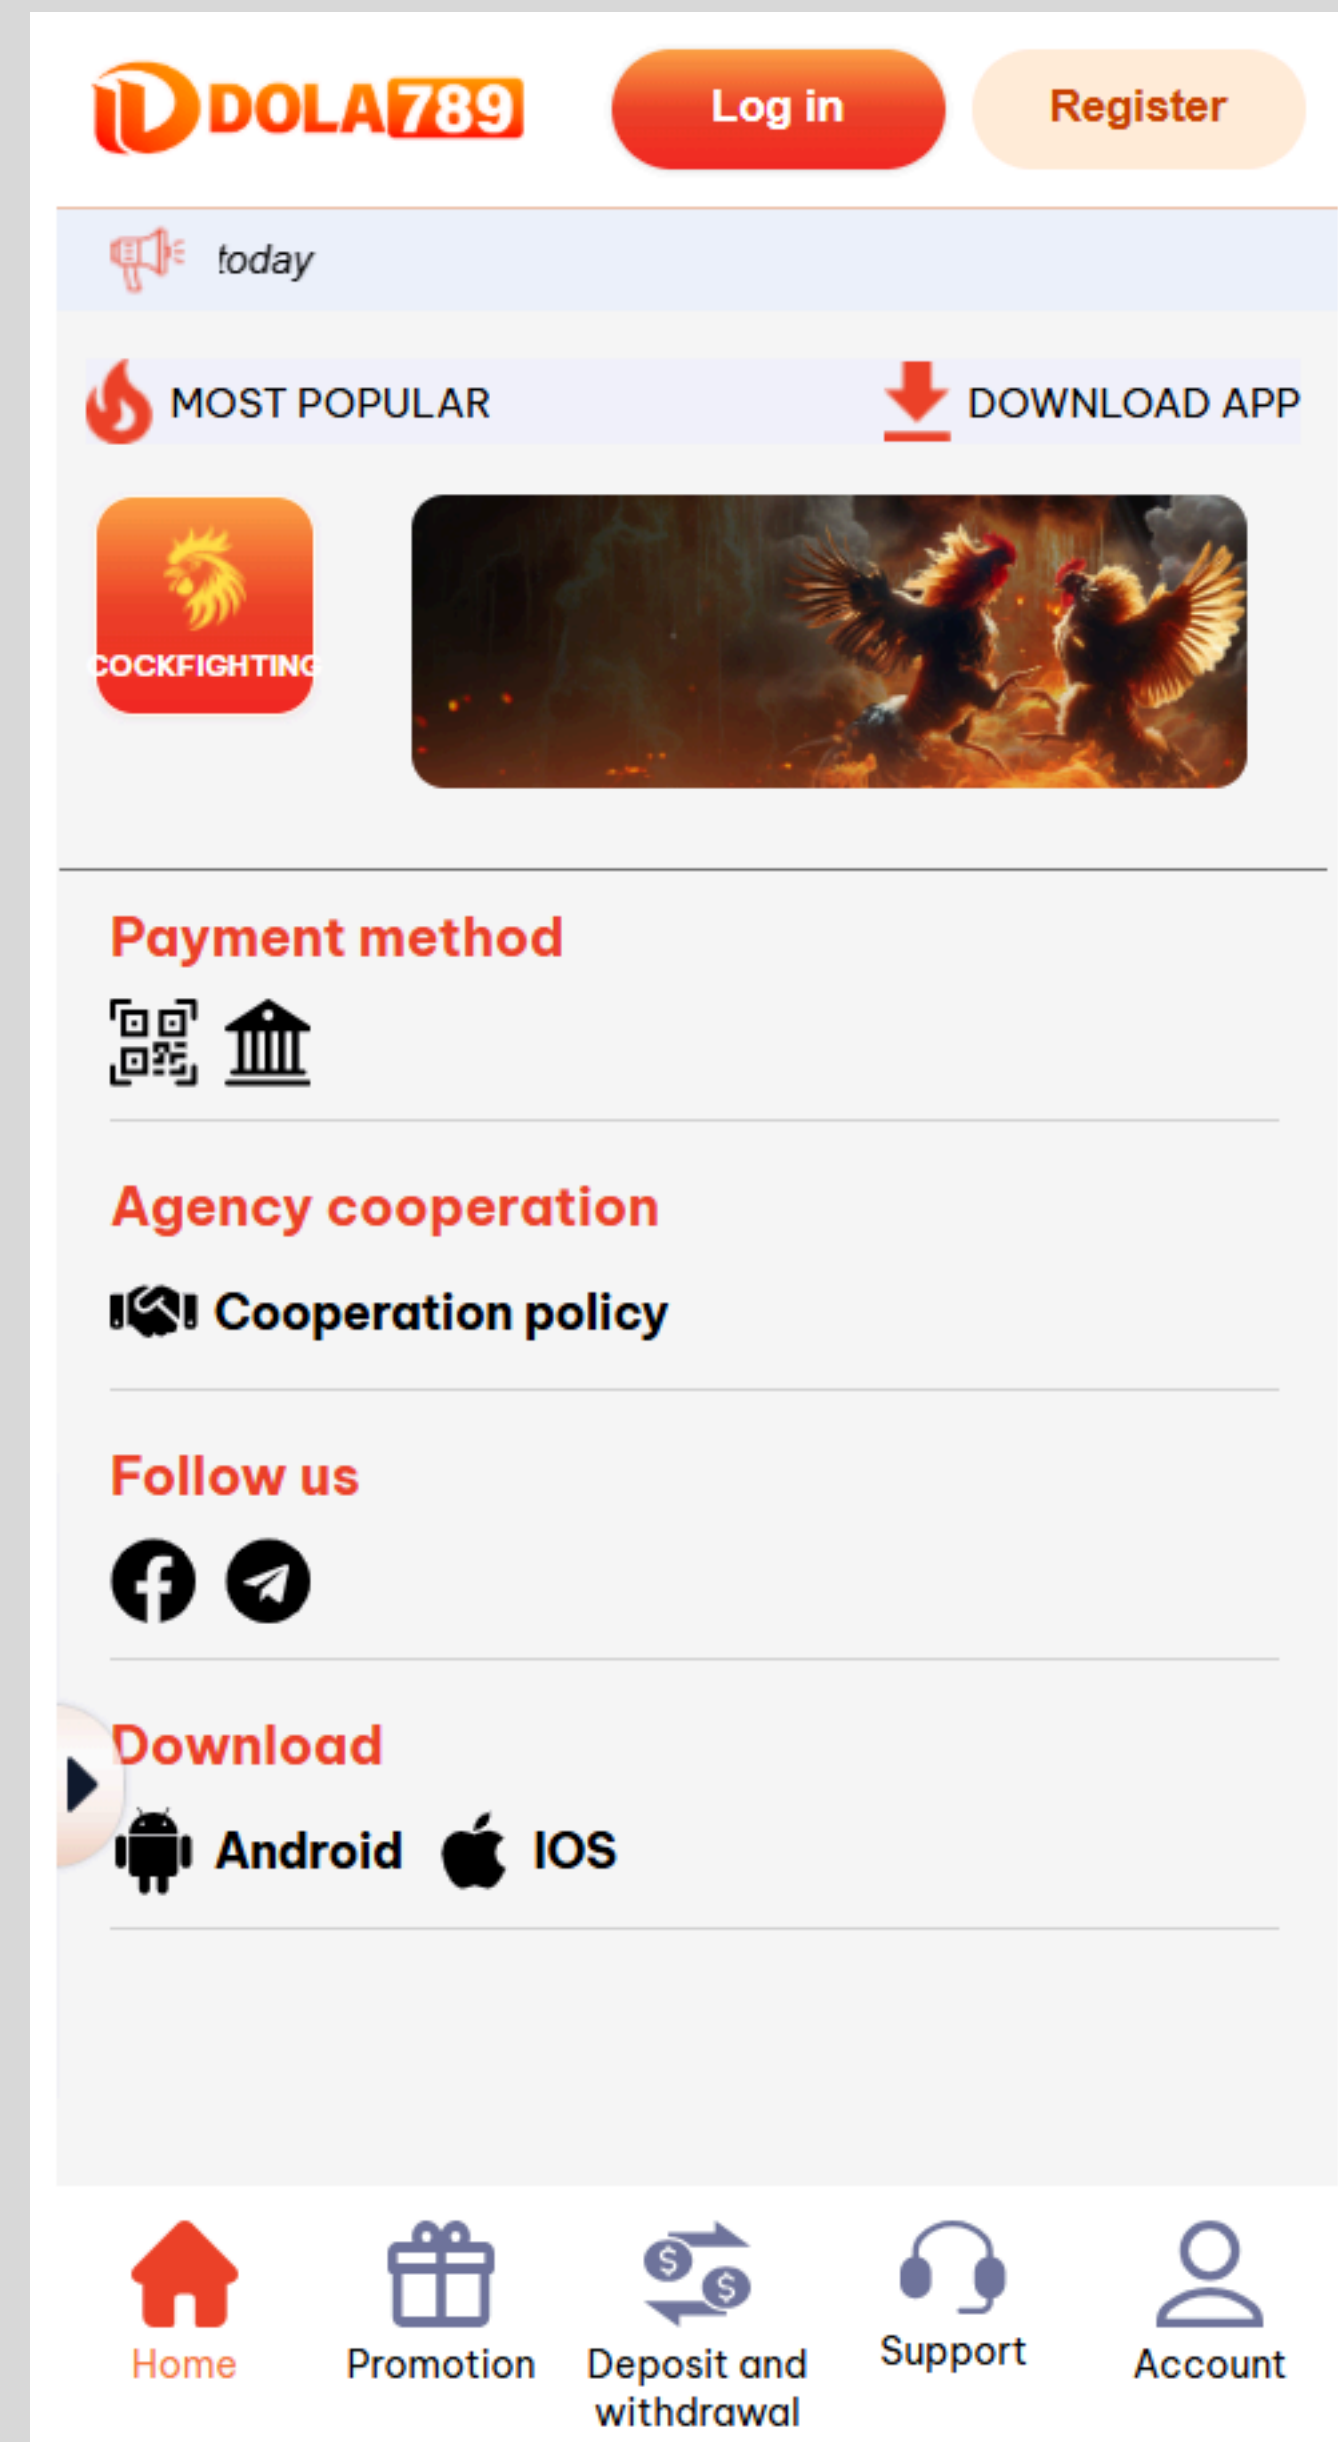 DOLA789
Log in
Register
today
MOST POPULAR
DOWNLOAD APP
COCKFIGHTING
Payment method
Agency cooperation
Cooperation policy
Follow us
Download
Android
IOS
Home
Promotion
Deposit and
withdrawal
Support
Account